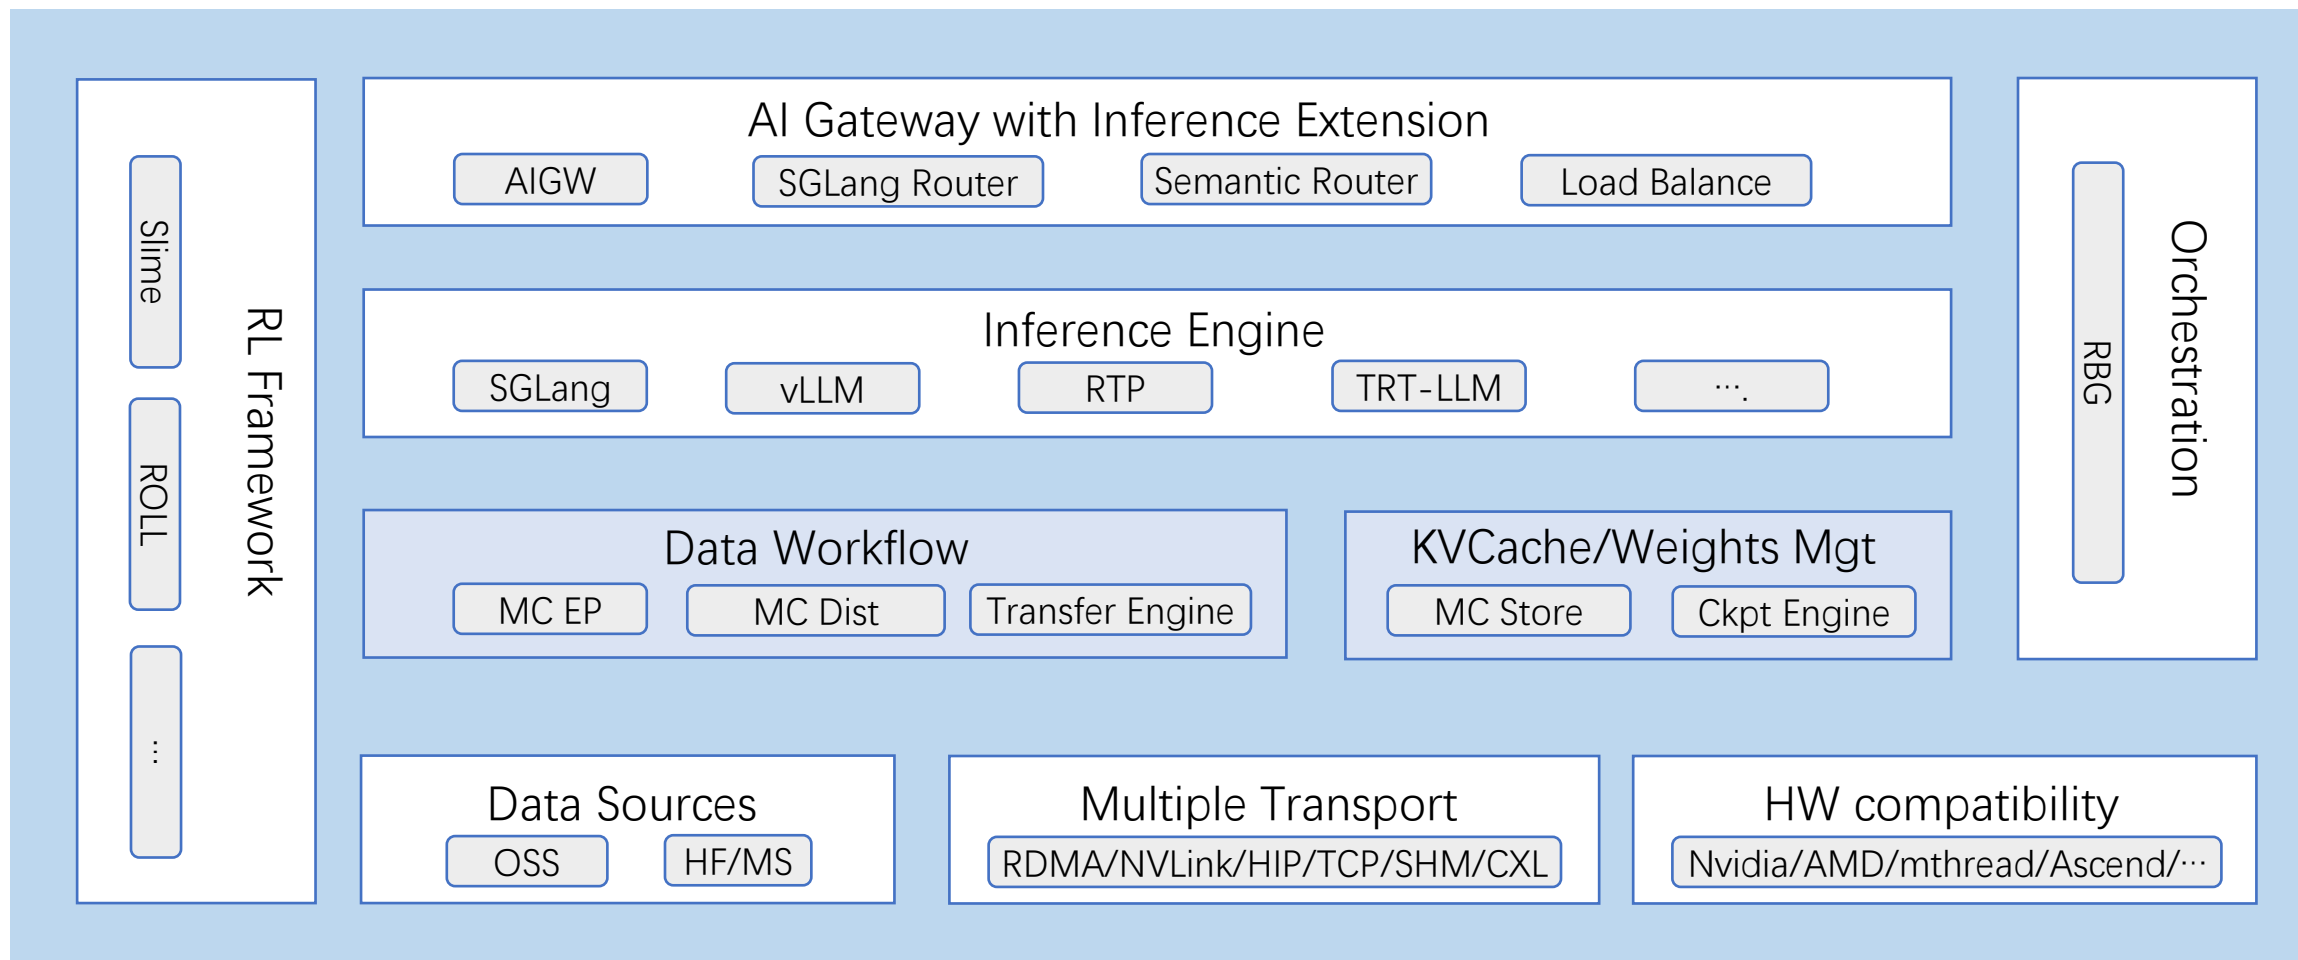 RL Framework
Slime
ROLL
...
AI Gateway with Inference Extension
AIGW
SGLang Router
Semantic Router
Load Balance
Inference Engine
SGLang
vLLM
RTP
TRT-LLM
....
Data Workflow
MC EP
MC Dist
Transfer Engine
KVCache/Weights Mgt
MC Store
Ckpt Engine
Orchestration
RBG
Data Sources
OSS
HF/MS
Multiple Transport
RDMA/NVLink/HIP/TCP/SHM/CXL
HW compatibility
Nvidia/AMD/mthread/Ascend/...